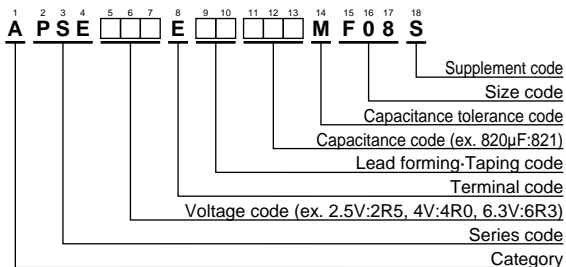 1 2 3 4 5 6 7 8 9 10 11 12 13 14 15 16 17 18
A P S E E M F 0 8 S
Supplement code
Size code
Capacitance tolerance code
Capacitance code (ex. 820µF:821)
Lead forming·Taping code
Terminal code
Voltage code (ex. 2.5V:2R5, 4V:4R0, 6.3V:6R3)
Series code
Category